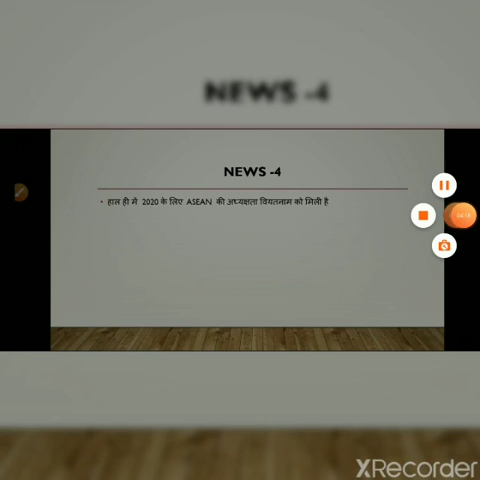 NEWS -4
NEWS -4
• हाल ही मे 2020 के लिए ASEAN की अध्यक्षता वियतनाम को मिली है
XRecorder